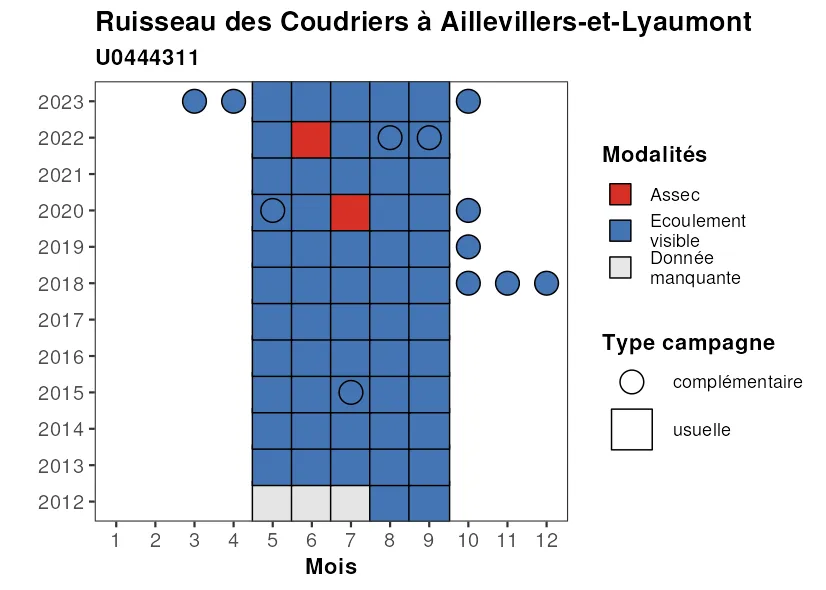 Ruisseau des Coudriers à Aillevillers-et-Lyaumont
U0444311
2023
2022
2021
2020
2019
2018
2017
2016
2015
2014
2013
2012
1 2 3 4 5 6 7 8 9 10 11 12
Mois
Modalités
Assec
Ecoulement
visible
Donnée
manquante
Type campagne
complémentaire
usuelle